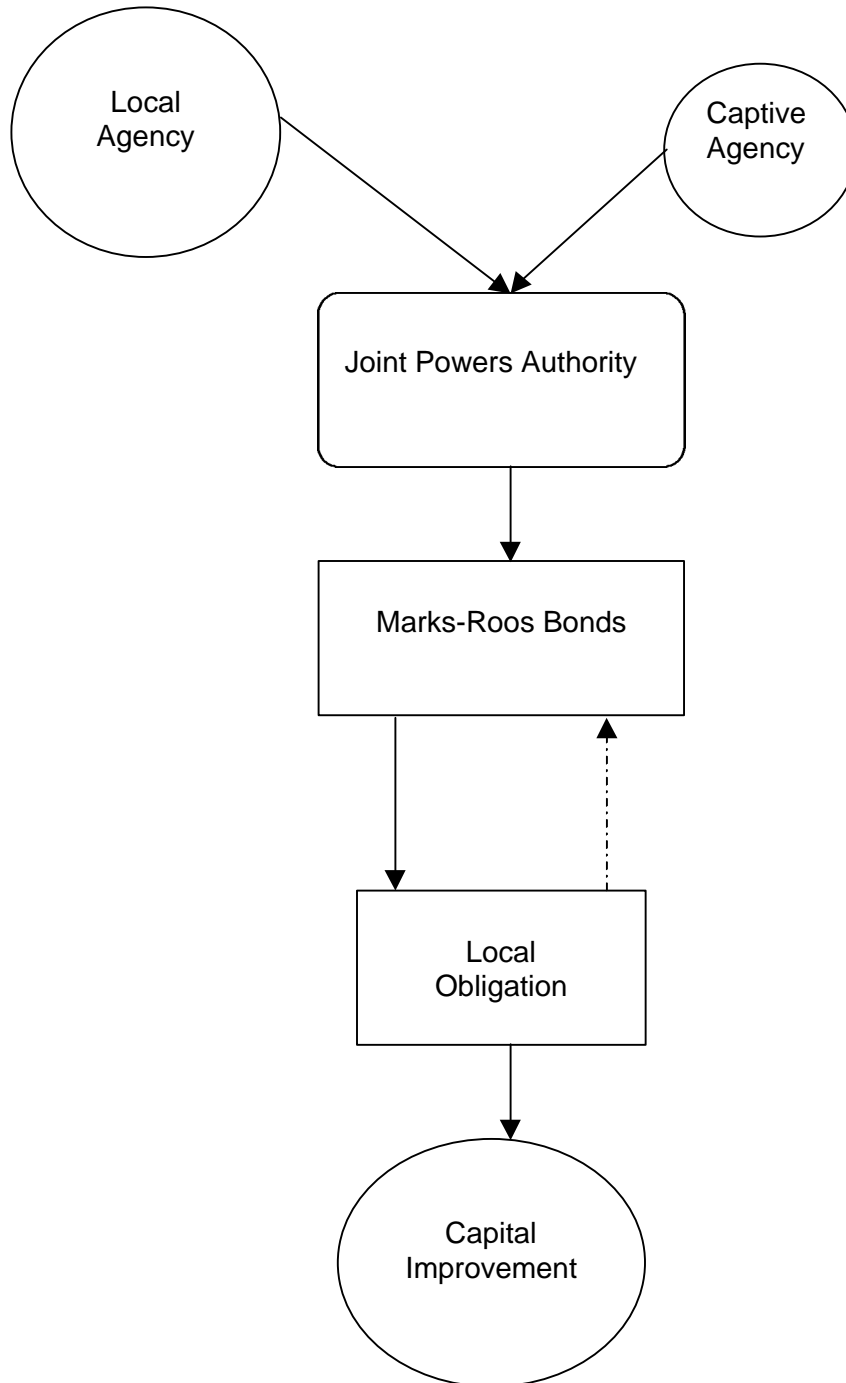 Local
Agency
Captive
Agency
Joint Powers Authority
Marks-Roos Bonds
Local
Obligation
Capital
Improvement